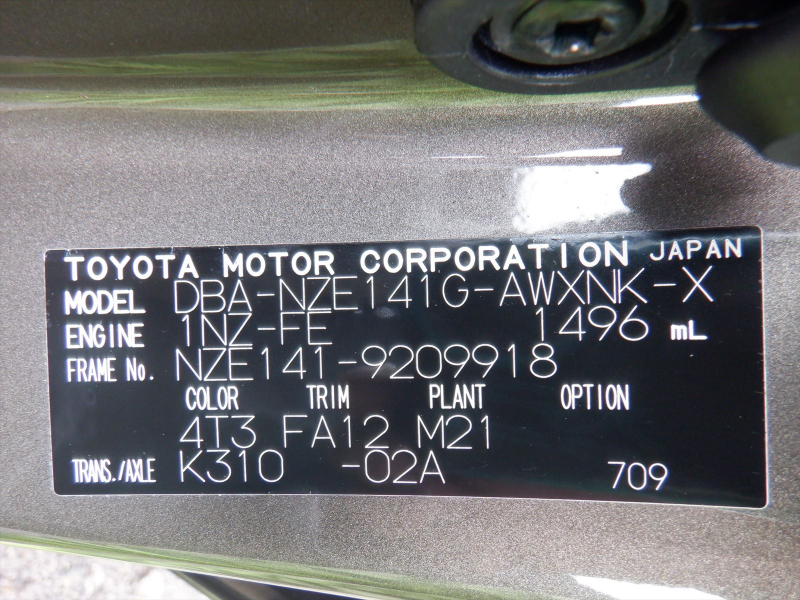 TOYOTA MOTOR CORPORATION JAPAN
MODEL DBA-NZE141G-AWXNK-X
ENGINE 1NZ-FE 1496 mL
FRAME No. NZE141-9209918
COLOR TRIM PLANT OPTION
4T3 FA12 M21
TRANS./AXLE K310 -02A 709